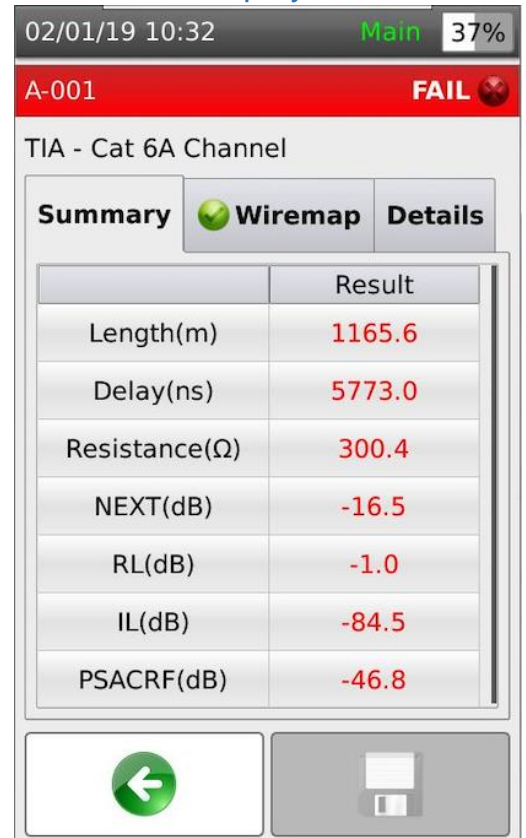 02/01/19 10:32 Main 37%
A-001 FAIL
TIA - Cat 6A Channel
Summary Wiremap Details
Result
Length(m) 1165.6
Delay(ns) 5773.0
Resistance(Ω) 300.4
NEXT(dB) -16.5
RL(dB) -1.0
IL(dB) -84.5
PSACRF(dB) -46.8